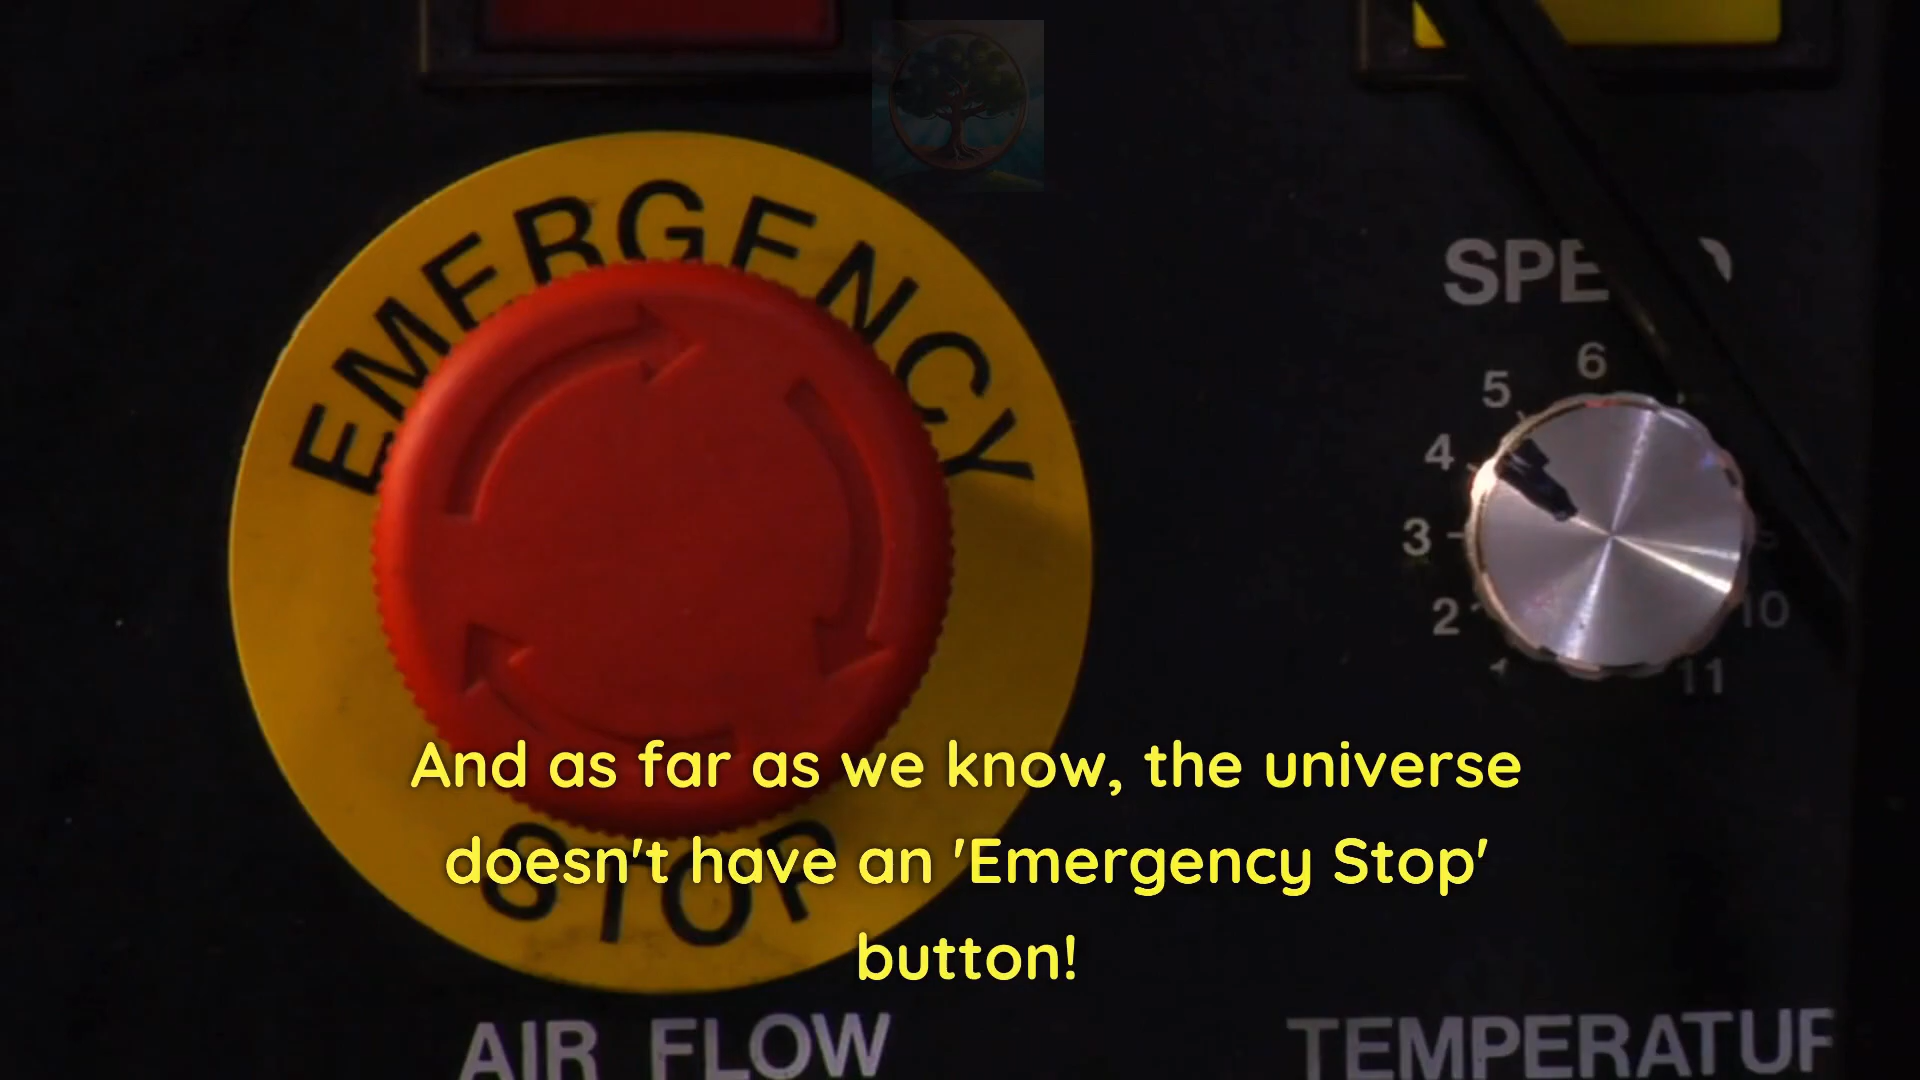 EMERGENCY
SPE
6
5
4
3
2
10
11
And as far as we know, the universe
doesn't have an 'Emergency Stop'
button!
STOP
AIR FLOW